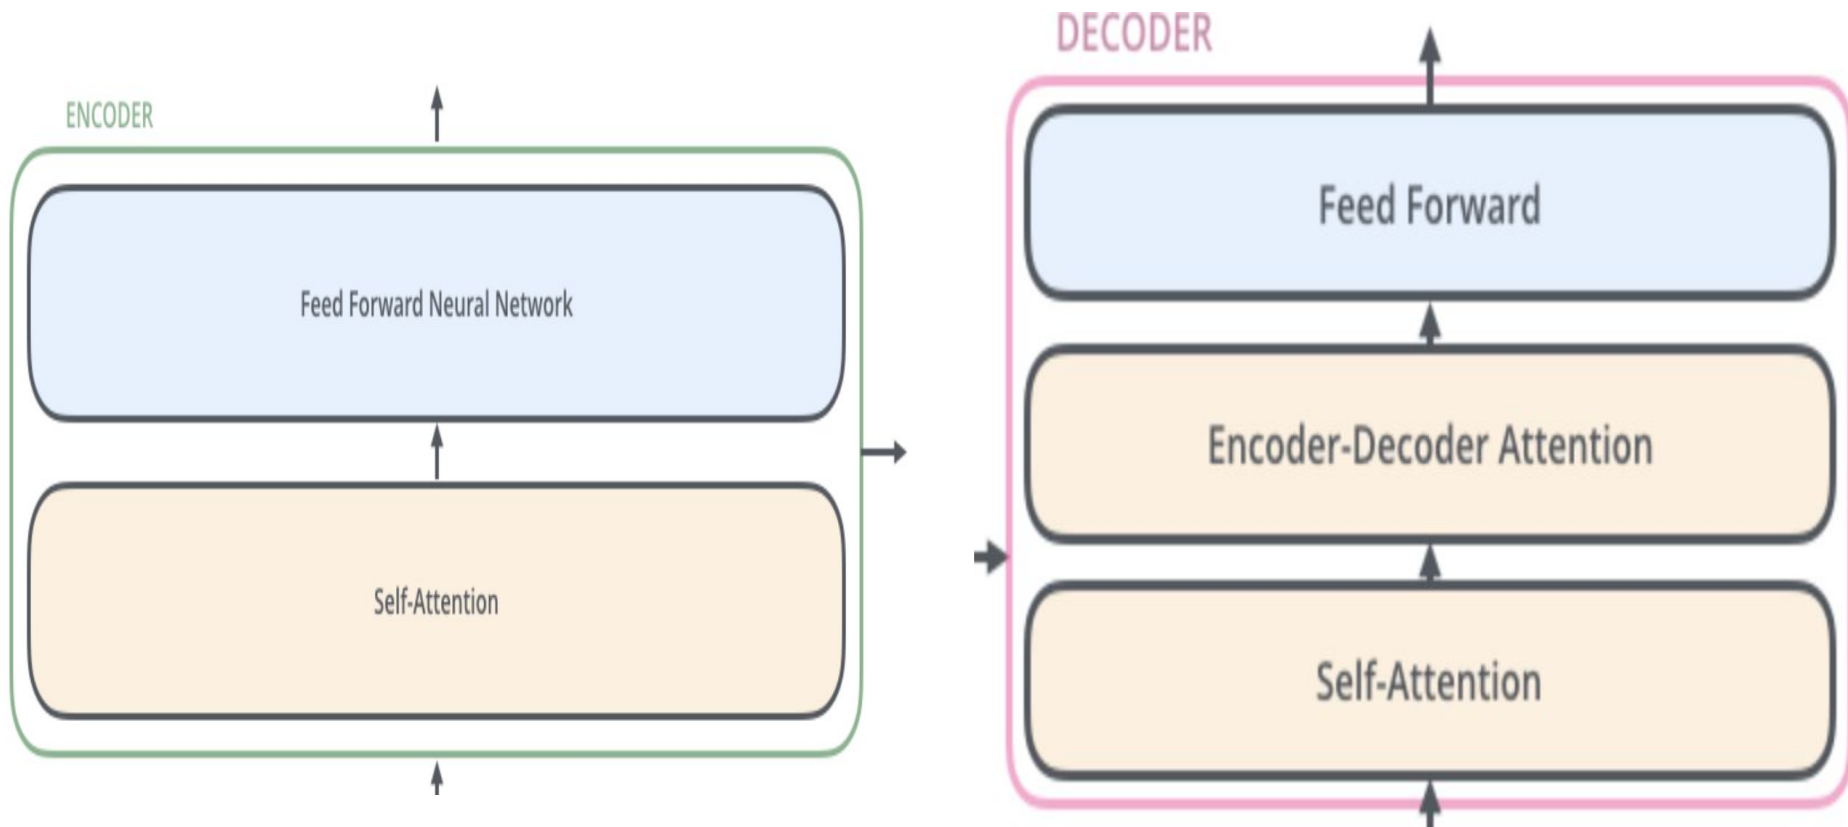 ENCODER
Feed Forward Neural Network
Self-Attention
DECODER
Feed Forward
Encoder-Decoder Attention
Self-Attention